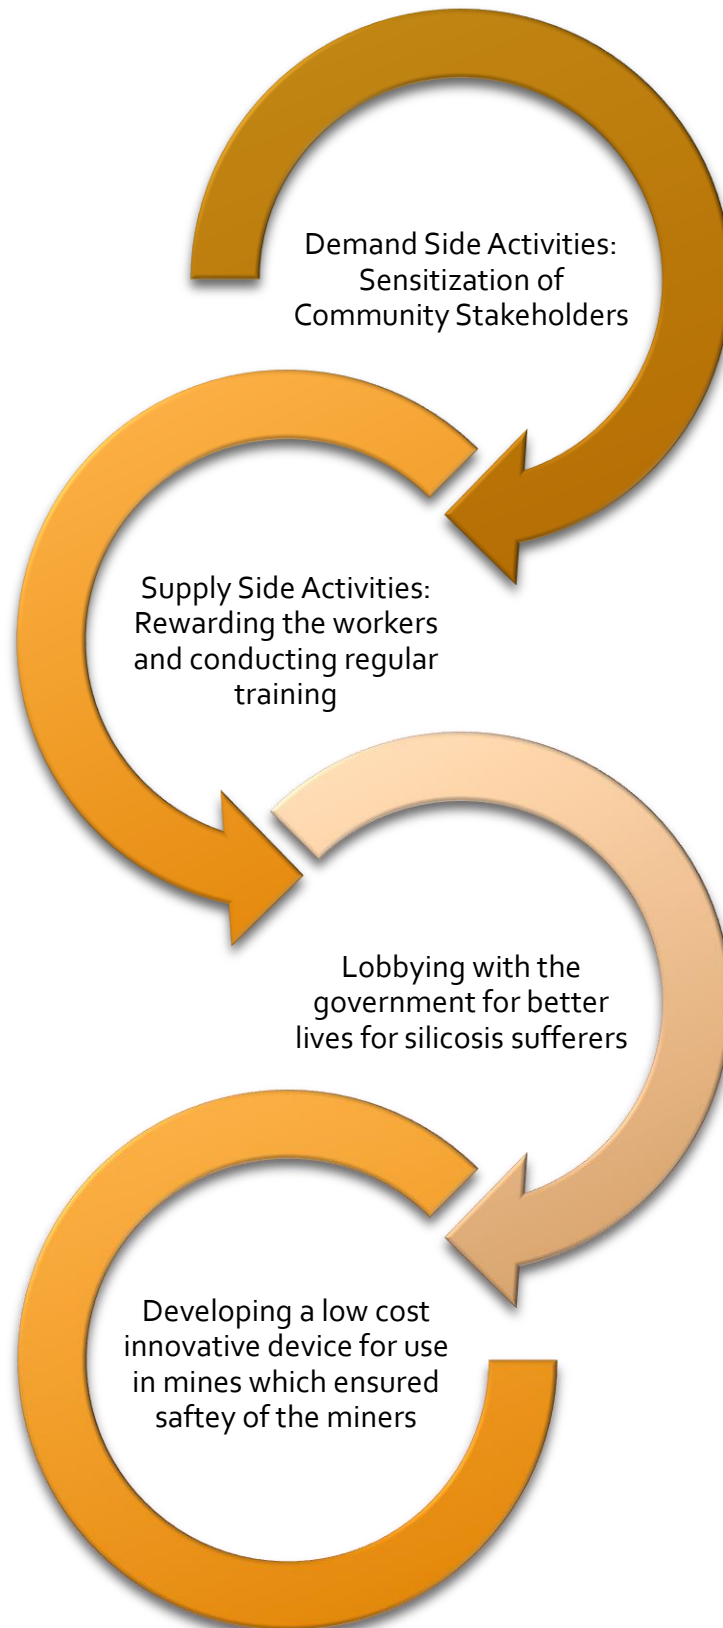 Demand Side Activities:
Sensitization of
Community Stakeholders
Supply Side Activities:
Rewarding the workers
and conducting regular
training
Lobbying with the
government for better
lives for silicosis sufferers
Developing a low cost
innovative device for use
in mines which ensured
saftey of the miners